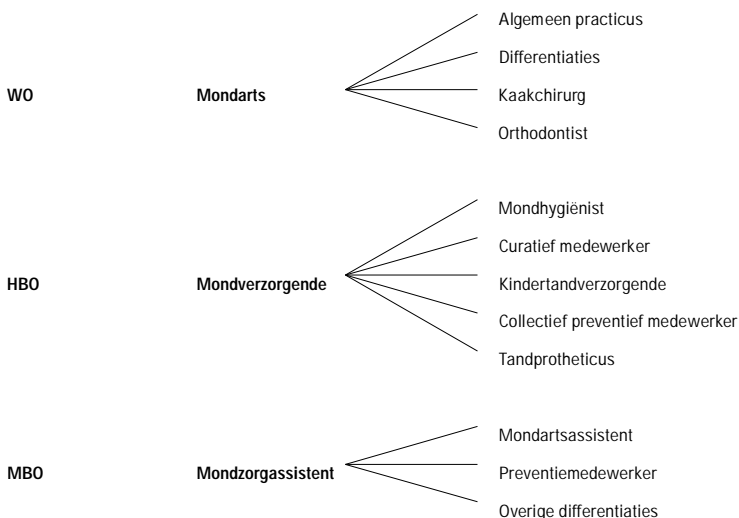 Algemeen practicus
Differentiaties
WO Mondarts Kaakchirurg
Orthodontist
Mondhygiënist
Curatief medewerker
HBO Mondverzorgende Kindertandverzorgende
Collectief preventief medewerker
Tandprotheticus
Mondartsassistent
MBO Mondzorgassistent Preventiemedewerker
Overige differentiaties